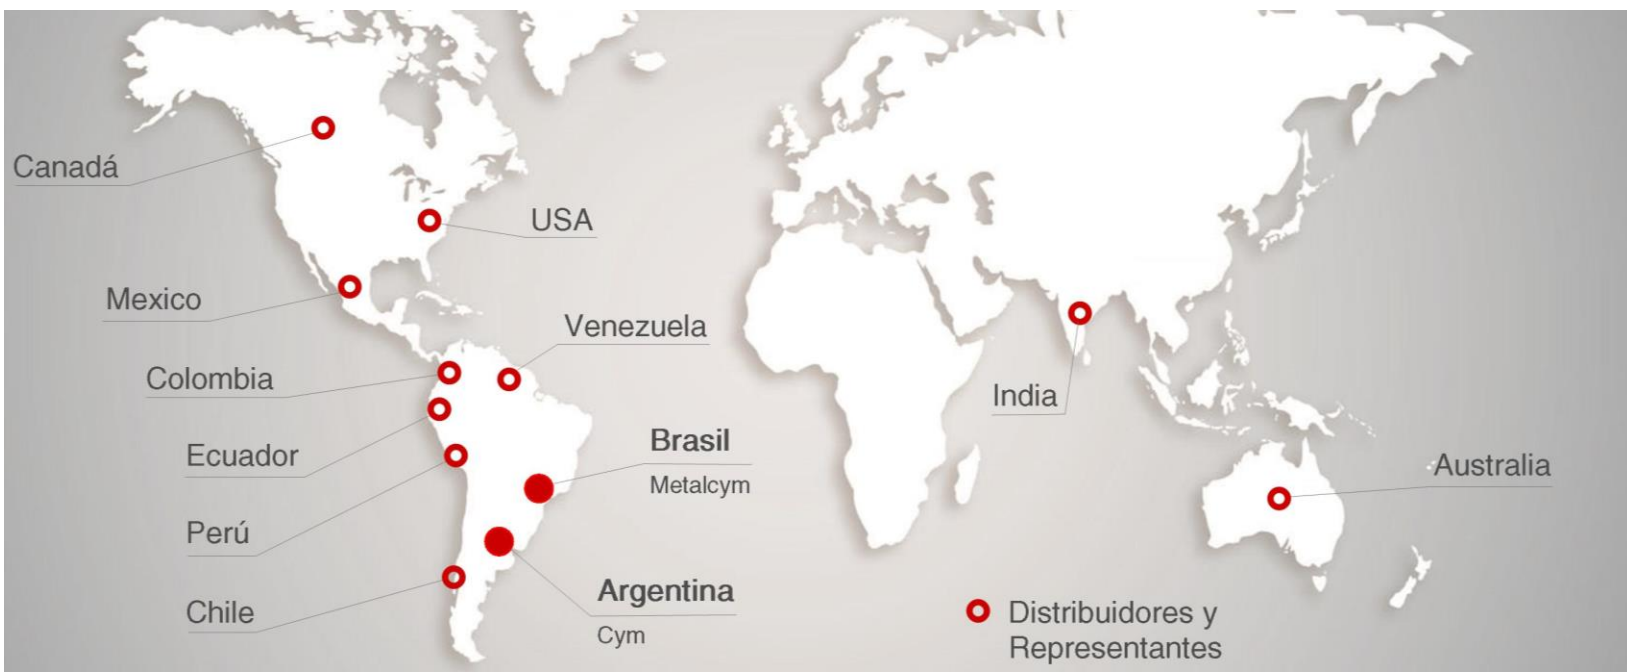 Canadá
USA
Mexico
Venezuela
Colombia
India
Ecuador
Brasil
Metalcym
Australia
Perú
Argentina
Cym
Chile
Distribuidores y
Representantes